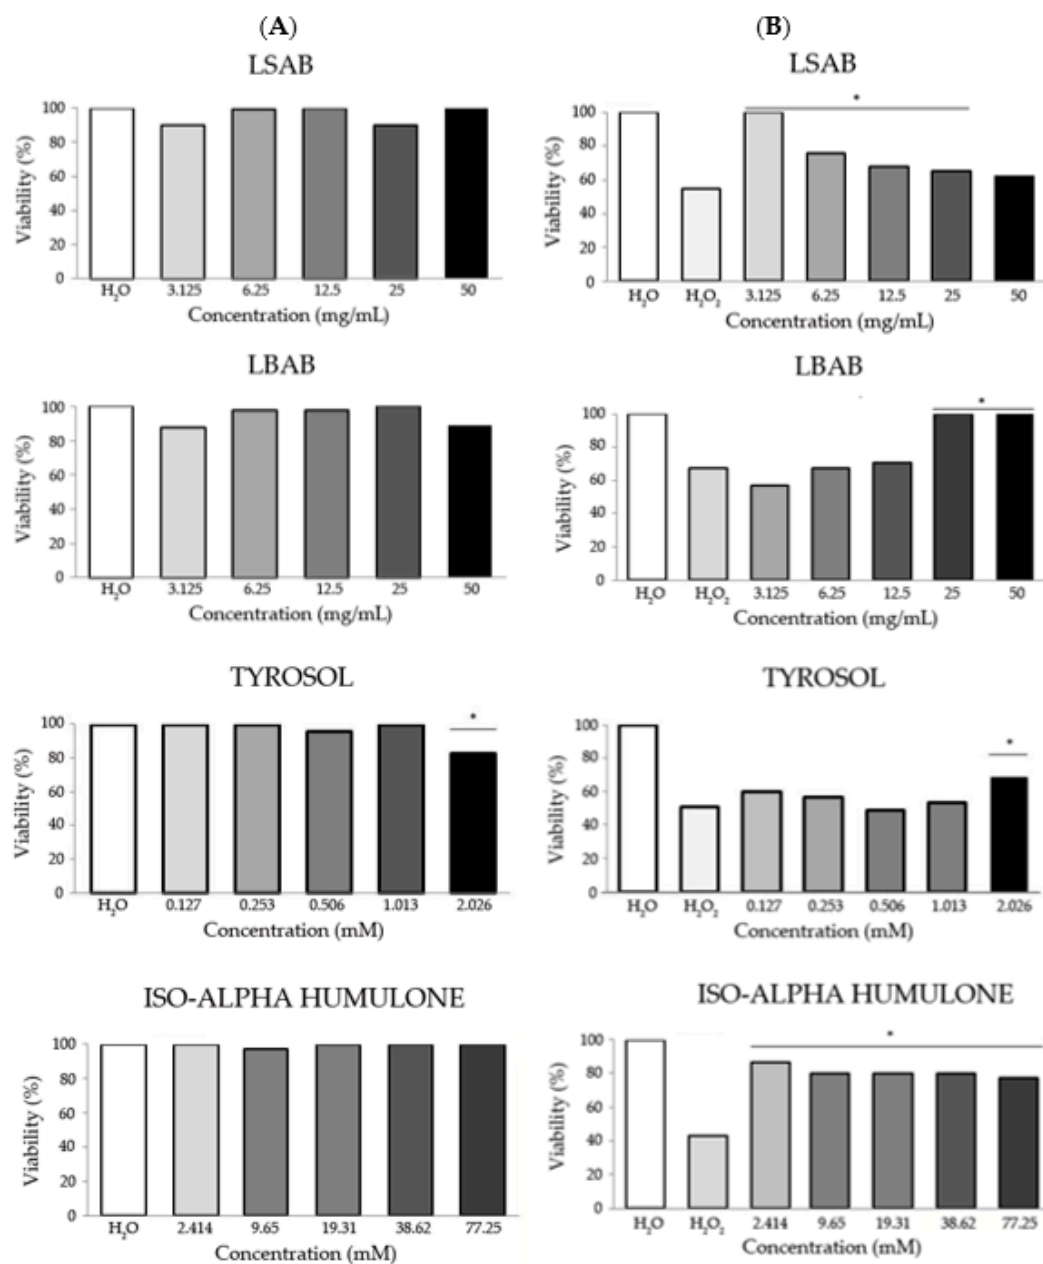 (A)
LSAB
Viability (%)
100
80
60
40
20
0
H₂O 3.125 6.25 12.5 25 50
Concentration (mg/mL)
LBAB
Viability (%)
100
80
60
40
20
0
H₂O 3.125 6.25 12.5 25 50
Concentration (mg/mL)
TYROSOL
Viability (%)
100
80
60
40
20
0
*
H₂O 0.127 0.253 0.506 1.013 2.026
Concentration (mM)
ISO-ALPHA HUMULONE
Viability (%)
100
80
60
40
20
0
H₂O 2.414 9.65 19.31 38.62 77.25
Concentration (mM)
(B)
LSAB
Viability (%)
100
80
60
40
20
0
*
H₂O H₂O₂ 3.125 6.25 12.5 25 50
Concentration (mg/mL)
LBAB
Viability (%)
100
80
60
40
20
0
*
H₂O H₂O₂ 3.125 6.25 12.5 25 50
Concentration (mg/mL)
TYROSOL
Viability (%)
100
80
60
40
20
0
*
H₂O H₂O₂ 0.127 0.253 0.506 1.013 2.026
Concentration (mM)
ISO-ALPHA HUMULONE
Viability (%)
100
80
60
40
20
0
*
H₂O H₂O₂ 2.414 9.65 19.31 38.62 77.25
Concentration (mM)